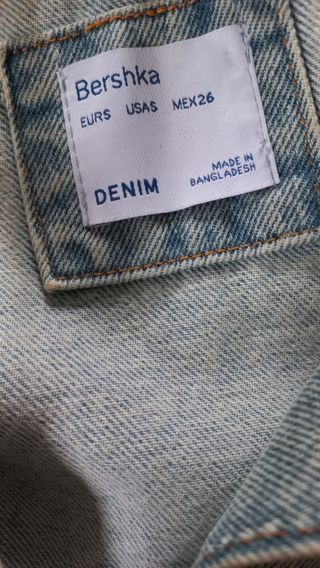 Bershka
EURS USAS MEX26
DENIM
MADE IN
BANGLADESH